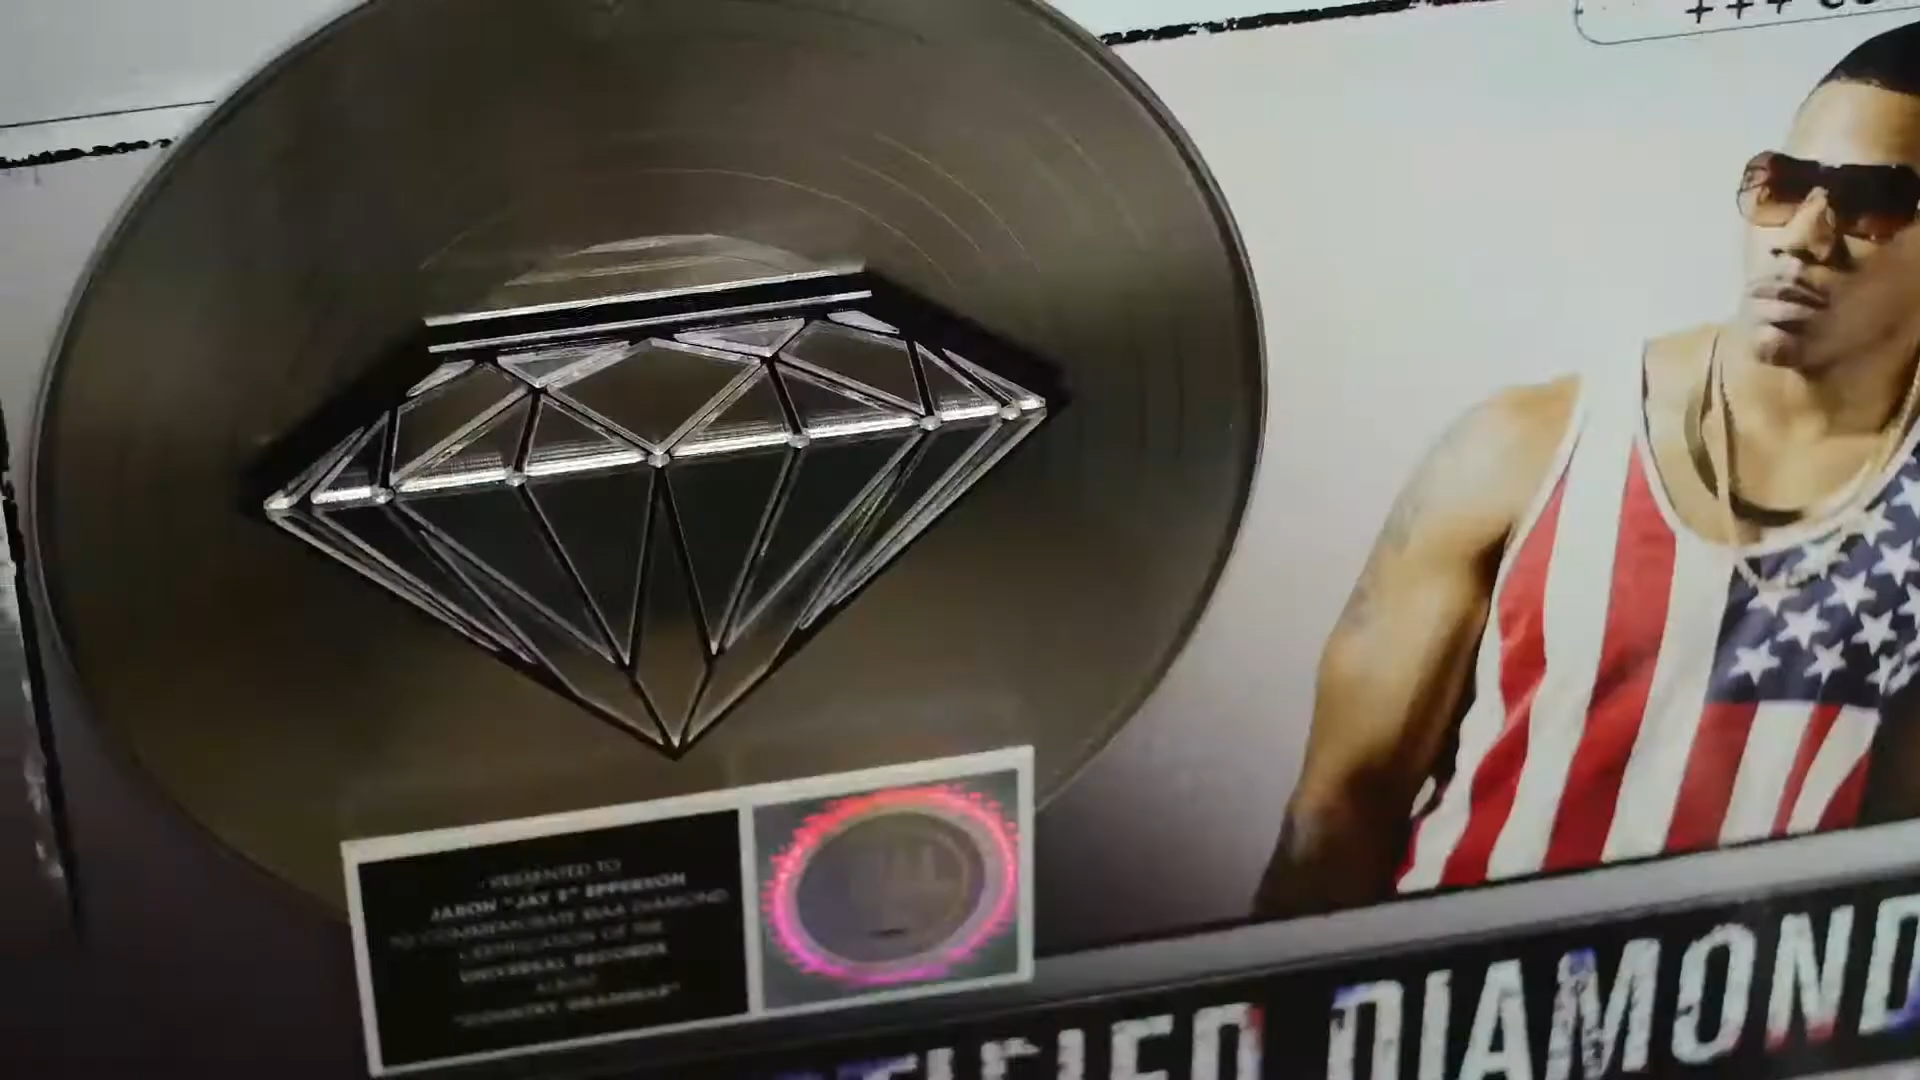 PRESENTED TO
JASON "JAY E" EPPERSON
TO COMMEMORATE RIAA DIAMOND
CERTIFICATION OF THE
UNIVERSAL RECORDS
ALBUM
"COUNTRY GRAMMAR"
DIAMOND